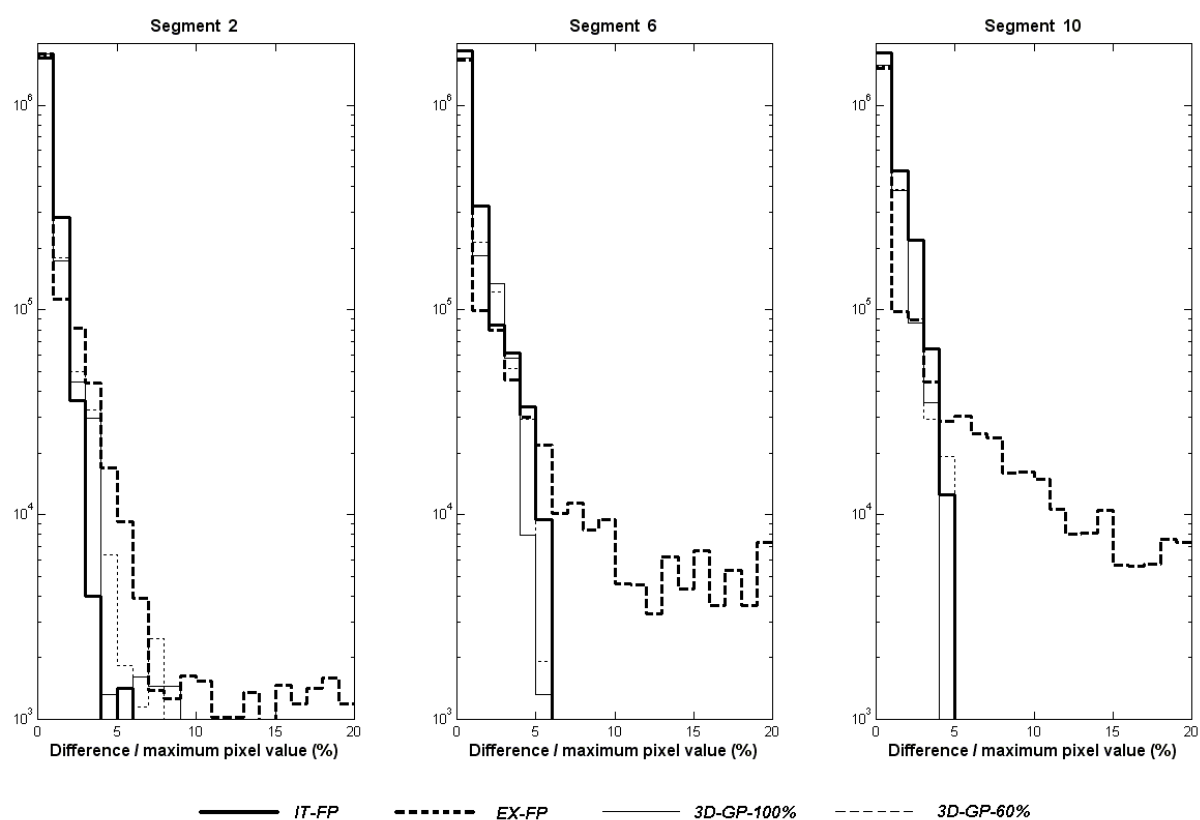 Segment 2
Segment 6
Segment 10
10^6
10^5
10^4
10^3
0 5 10 15 20
Difference / maximum pixel value (%)
10^6
10^5
10^4
10^3
0 5 10 15 20
Difference / maximum pixel value (%)
10^6
10^5
10^4
10^3
0 5 10 15 20
Difference / maximum pixel value (%)
IT-FP EX-FP 3D-GP-100% 3D-GP-60%